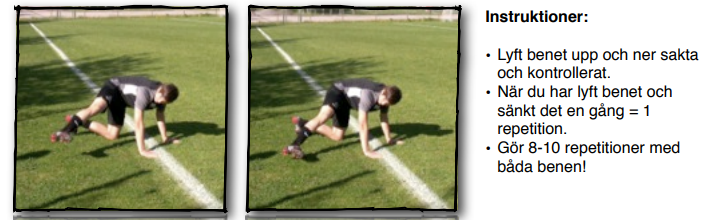 Instruktioner:
• Lyft benet upp och ner sakta
och kontrollerat.
• När du har lyft benet och
sänkt det en gång = 1
repetition.
• Gör 8-10 repetitioner med
båda benen!